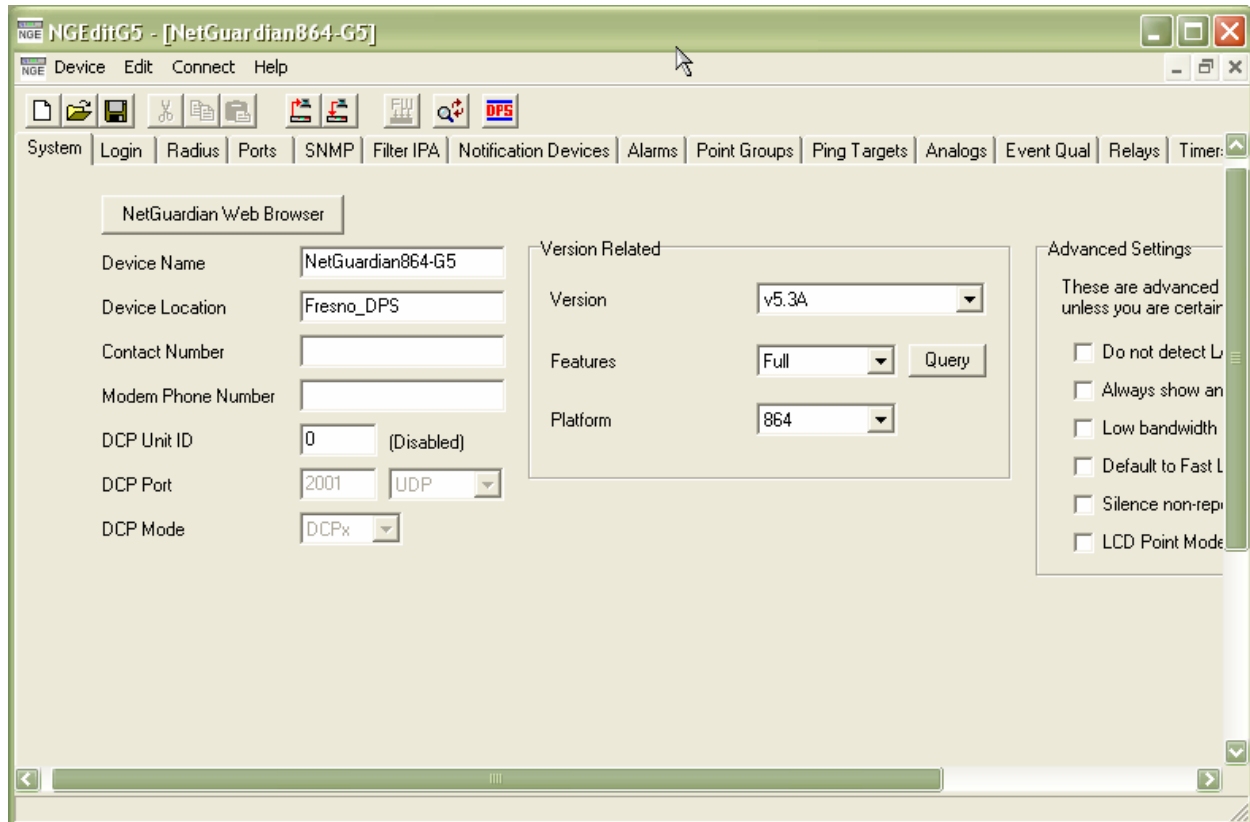 NGEditG5 - [NetGuardian864-G5]
NGE Device Edit Connect Help
FW DPS
System Login Radius Ports SNMP Filter IPA Notification Devices Alarms Point Groups Ping Targets Analogs Event Qual Relays Timer
NetGuardian Web Browser
Device Name NetGuardian864-G5
Device Location Fresno_DPS
Contact Number
Modem Phone Number
DCP Unit ID 0 (Disabled)
DCP Port 2001 UDP
DCP Mode DCPx
Version Related
Version v5.3A
Features Full Query
Platform 864
Advanced Settings
These are advanced
unless you are certain
Do not detect
Always show an
Low bandwidth
Default to Fast L
Silence non-rep
LCD Point Mode